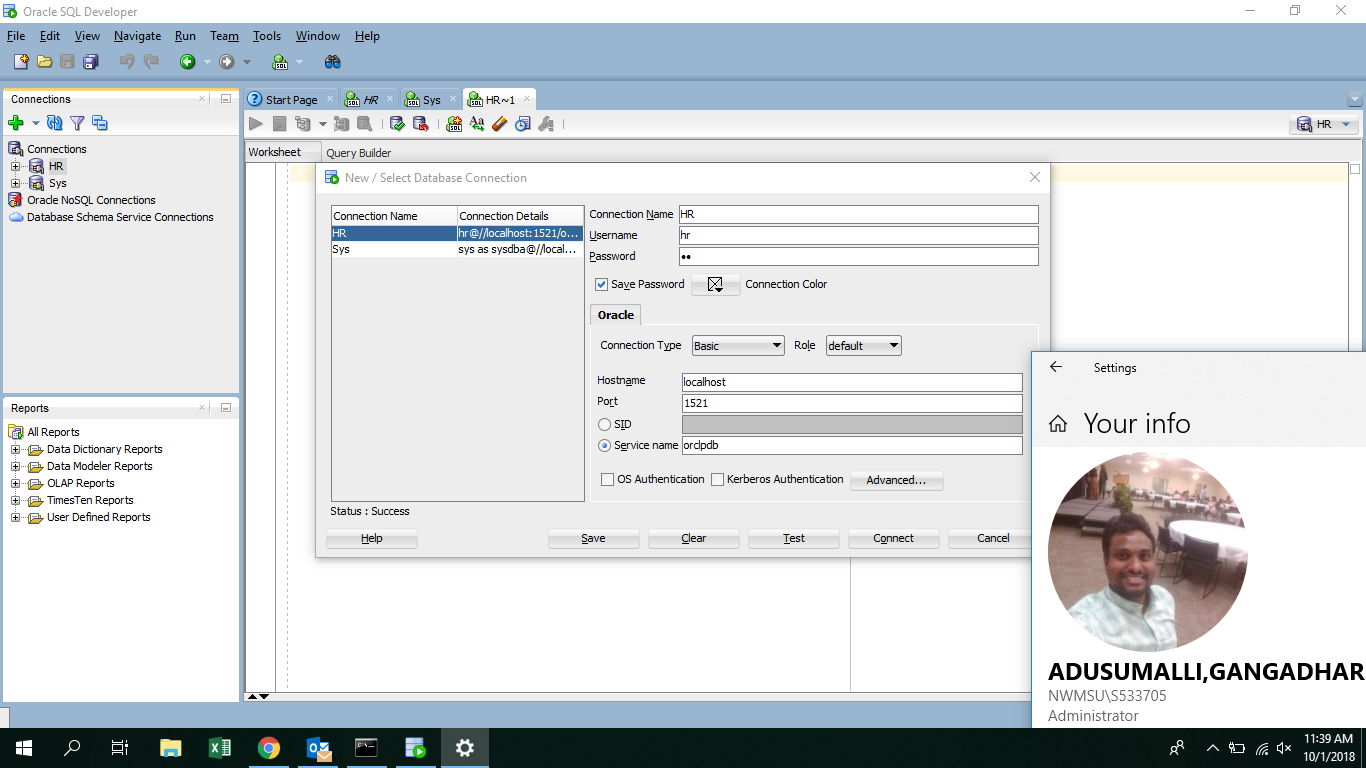 Oracle SQL Developer
File Edit View Navigate Run Team Tools Window Help
Connections
Connections
HR
Sys
Oracle NoSQL Connections
Database Schema Service Connections
Reports
All Reports
Data Dictionary Reports
Data Modeler Reports
OLAP Reports
TimesTen Reports
User Defined Reports
Start Page HR Sys HR~1
HR
Worksheet Query Builder
New / Select Database Connection
Connection Name Connection Details
HR hr@//localhost:1521/o...
Sys sys as sysdba@//local...
Connection Name HR
Username hr
Password ••
Save Password Connection Color
Oracle
Connection Type Basic Role default
Hostname localhost
Port 1521
SID
Service name orclpdb
OS Authentication Kerberos Authentication Advanced...
Status : Success
Help Save Clear Test Connect Cancel
Settings
Your info
ADUSUMALLI,GANGADHAR
NWMSU\S533705
Administrator
11:39 AM
10/1/2018